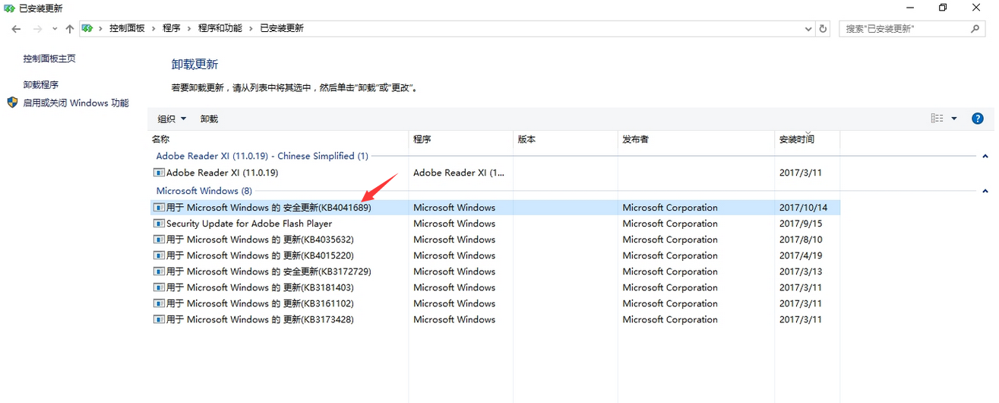 已安装更新
控制面板 › 程序 › 程序和功能 › 已安装更新
搜索"已安装更新"
控制面板主页
卸载程序
启用或关闭 Windows 功能
卸载更新
若要卸载更新，请从列表中将其选中，然后单击"卸载"或"更改"。
组织 卸载
名称 程序 版本 发布者 安装时间
Adobe Reader XI (11.0.19) - Chinese Simplified (1)
Adobe Reader XI (11.0.19) Adobe Reader XI (1... 2017/3/11
Microsoft Windows (8)
用于 Microsoft Windows 的 安全更新(KB4041689) Microsoft Windows Microsoft Corporation 2017/10/14
Security Update for Adobe Flash Player Microsoft Windows Microsoft Corporation 2017/9/15
用于 Microsoft Windows 的 更新(KB4035632) Microsoft Windows Microsoft Corporation 2017/8/10
用于 Microsoft Windows 的 更新(KB4015220) Microsoft Windows Microsoft Corporation 2017/4/19
用于 Microsoft Windows 的 安全更新(KB3172729) Microsoft Windows Microsoft Corporation 2017/3/13
用于 Microsoft Windows 的 更新(KB3181403) Microsoft Windows Microsoft Corporation 2017/3/11
用于 Microsoft Windows 的 更新(KB3161102) Microsoft Windows Microsoft Corporation 2017/3/11
用于 Microsoft Windows 的 更新(KB3173428) Microsoft Windows Microsoft Corporation 2017/3/11